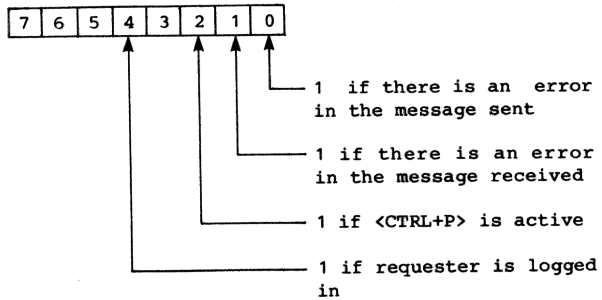 7 6 5 4 3 2 1 0
1 if there is an error
in the message sent
1 if there is an error
in the message received
1 if <CTRL+P> is active
1 if requester is logged
in